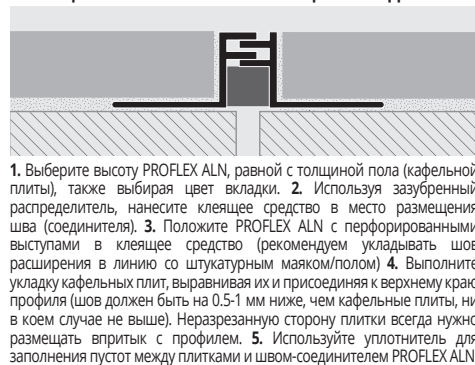 1. Выберите высоту PROFLEX ALN, равной с толщиной пола (кафельной
плиты), также выбирая цвет вкладки. 2. Используя зазубренный
распределитель, нанесите клеящее средство в место размещения
шва (соединителя). 3. Положите PROFLEX ALN с перфорированными
выступами в клеящее средство (рекомендуем укладывать шов
расширения в линию со штукатурным маяком/полом) 4. Выполните
укладку кафельных плит, выравнивая их и присоединяя к верхнему краю
профиля (шов должен быть на 0.5-1 мм ниже, чем кафельные плиты, ни
в коем случае не выше). Неразрезанную сторону плитки всегда нужно
размещать впритык с профилем. 5. Используйте уплотнитель для
заполнения пустот между плитками и швом-соединителем PROFLEX ALN